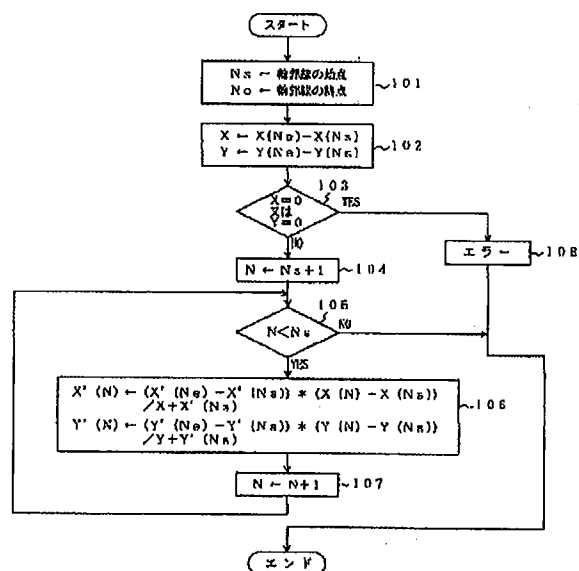 スタート
Ns ← 輪郭線の始点
Ne ← 輪郭線の終点
101
X ← X(Ne)-X(Ns)
Y ← Y(Ne)-Y(Ns)
102
103
X=0
又は
Y=0
YES
NO
エラー
108
N ← Ns+1
104
105
N<Ne
NO
YES
X'(N) ← {X'(Ne)-X'(Ns)} * {X(N)-X(Ns)}
/X+X'(Ns)
Y'(N) ← {Y'(Ne)-Y'(Ns)} * {Y(N)-Y(Ns)}
/Y+Y'(Ns)
106
N ← N+1
107
エンド